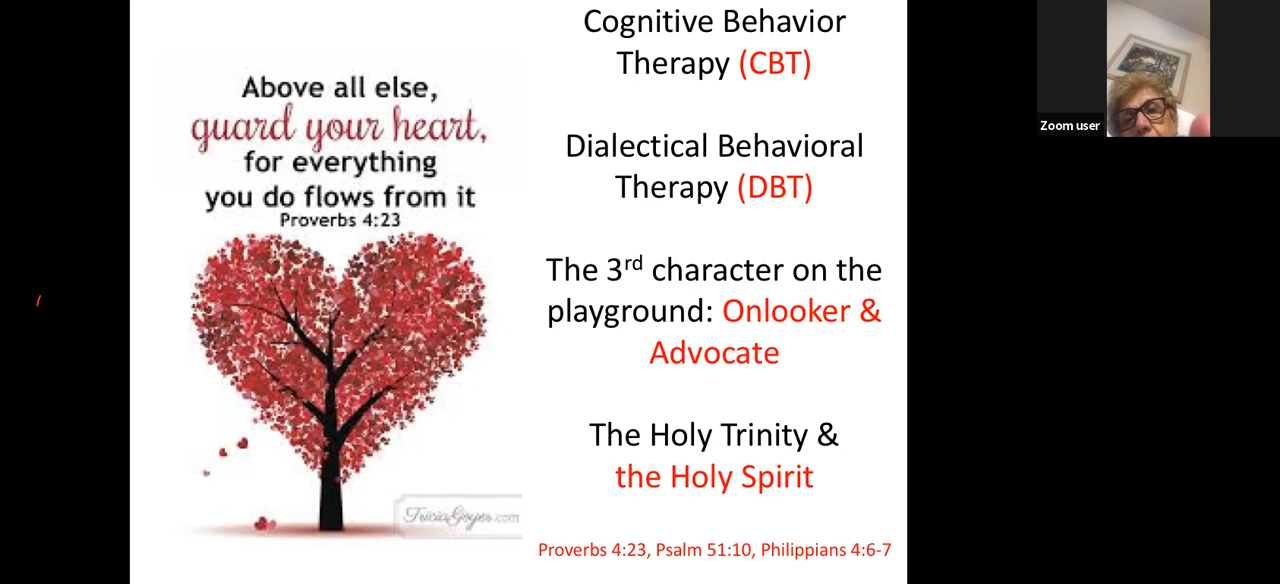 Above all else,
guard your heart,
for everything
you do flows from it
Proverbs 4:23
TriciaGoyer.com
Cognitive Behavior
Therapy (CBT)
Dialectical Behavioral
Therapy (DBT)
The 3rd character on the
playground: Onlooker &
Advocate
The Holy Trinity &
the Holy Spirit
Proverbs 4:23, Psalm 51:10, Philippians 4:6-7
Zoom user